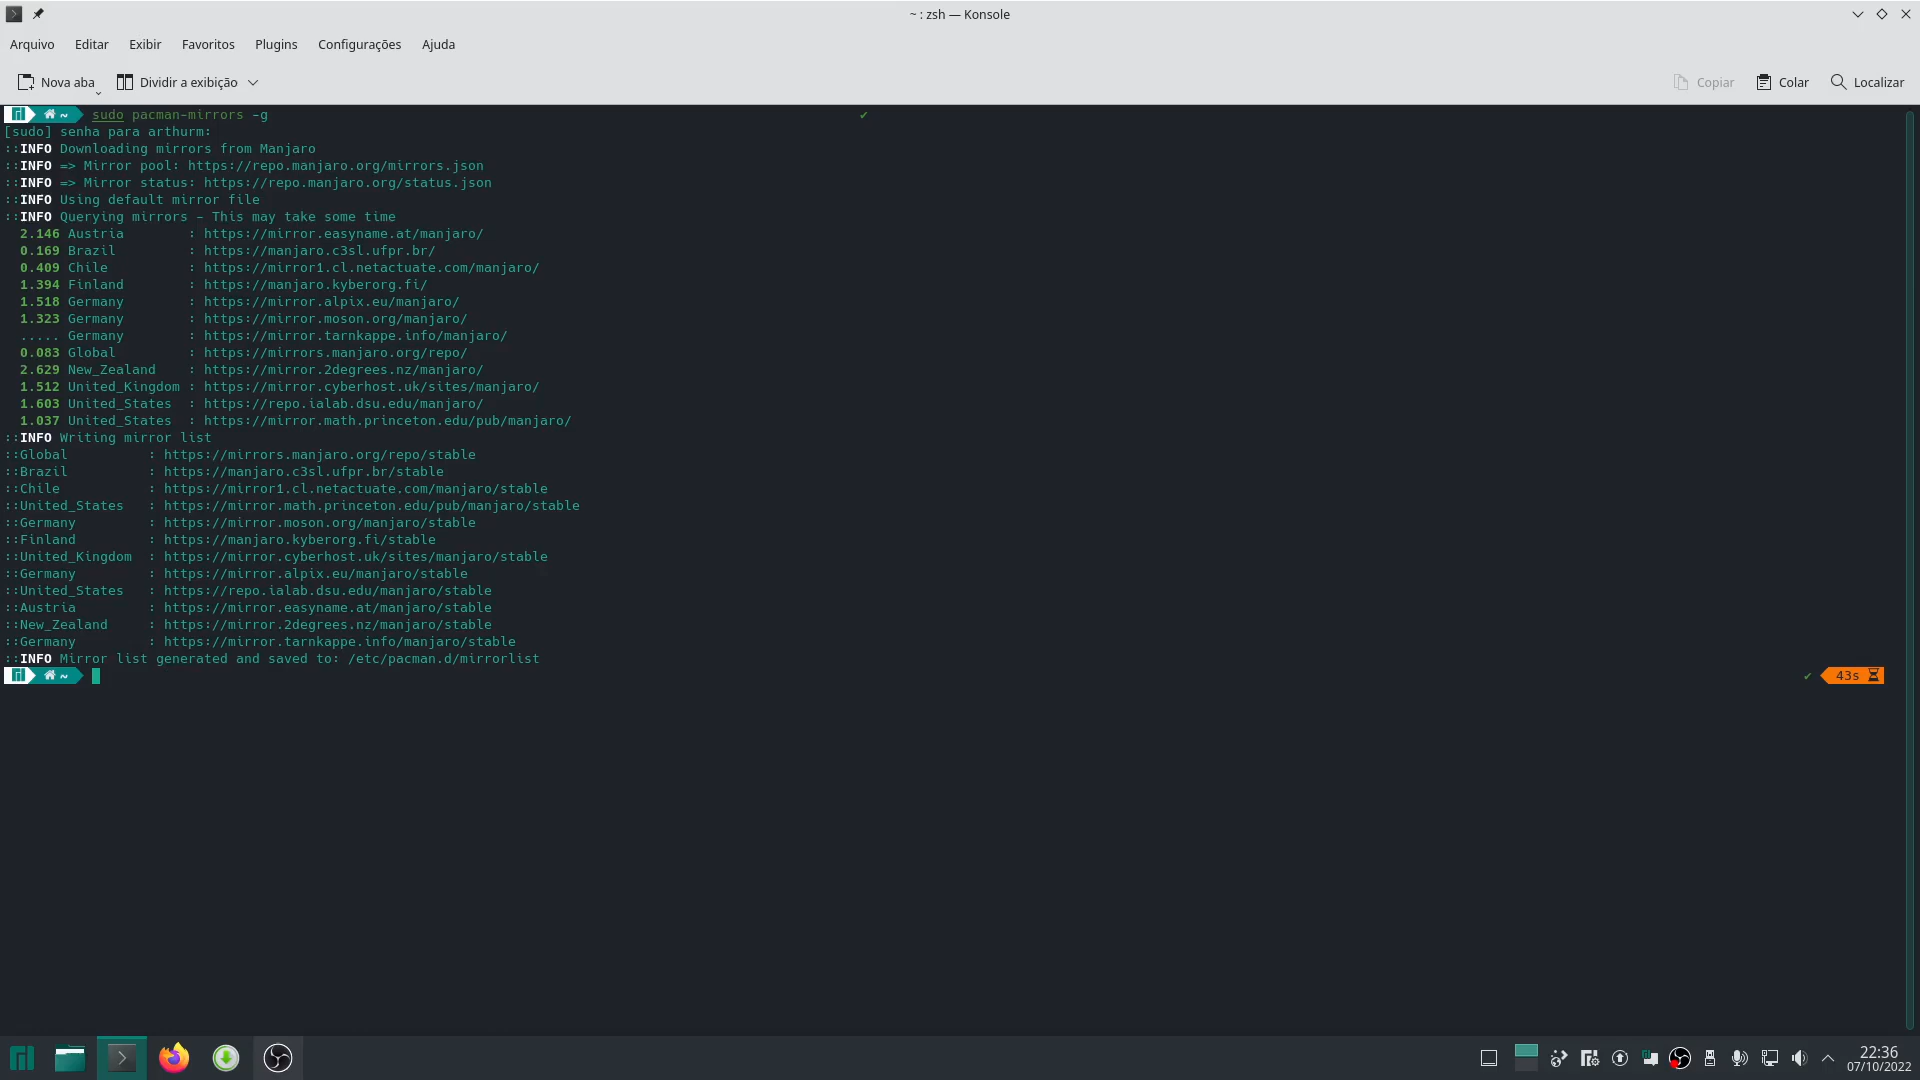 ~ : zsh — Konsole
Arquivo Editar Exibir Favoritos Plugins Configurações Ajuda
Nova aba Dividir a exibição Copiar Colar Localizar
~ sudo pacman-mirrors -g ✔
[sudo] senha para arthurm:
::INFO Downloading mirrors from Manjaro
::INFO => Mirror pool: https://repo.manjaro.org/mirrors.json
::INFO => Mirror status: https://repo.manjaro.org/status.json
::INFO Using default mirror file
::INFO Querying mirrors - This may take some time
2.146 Austria : https://mirror.easyname.at/manjaro/
0.169 Brazil : https://manjaro.c3sl.ufpr.br/
0.409 Chile : https://mirror1.cl.netactuate.com/manjaro/
1.394 Finland : https://manjaro.kyberorg.fi/
1.518 Germany : https://mirror.alpix.eu/manjaro/
1.323 Germany : https://mirror.moson.org/manjaro/
..... Germany : https://mirror.tarnkappe.info/manjaro/
0.083 Global : https://mirrors.manjaro.org/repo/
2.629 New_Zealand : https://mirror.2degrees.nz/manjaro/
1.512 United_Kingdom : https://mirror.cyberhost.uk/sites/manjaro/
1.603 United_States : https://repo.ialab.dsu.edu/manjaro/
1.037 United_States : https://mirror.math.princeton.edu/pub/manjaro/
::INFO Writing mirror list
::Global : https://mirrors.manjaro.org/repo/stable
::Brazil : https://manjaro.c3sl.ufpr.br/stable
::Chile : https://mirror1.cl.netactuate.com/manjaro/stable
::United_States : https://mirror.math.princeton.edu/pub/manjaro/stable
::Germany : https://mirror.moson.org/manjaro/stable
::Finland : https://manjaro.kyberorg.fi/stable
::United_Kingdom : https://mirror.cyberhost.uk/sites/manjaro/stable
::Germany : https://mirror.alpix.eu/manjaro/stable
::United_States : https://repo.ialab.dsu.edu/manjaro/stable
::Austria : https://mirror.easyname.at/manjaro/stable
::New_Zealand : https://mirror.2degrees.nz/manjaro/stable
::Germany : https://mirror.tarnkappe.info/manjaro/stable
::INFO Mirror list generated and saved to: /etc/pacman.d/mirrorlist
~ ✔ 43s
22:36
07/10/2022